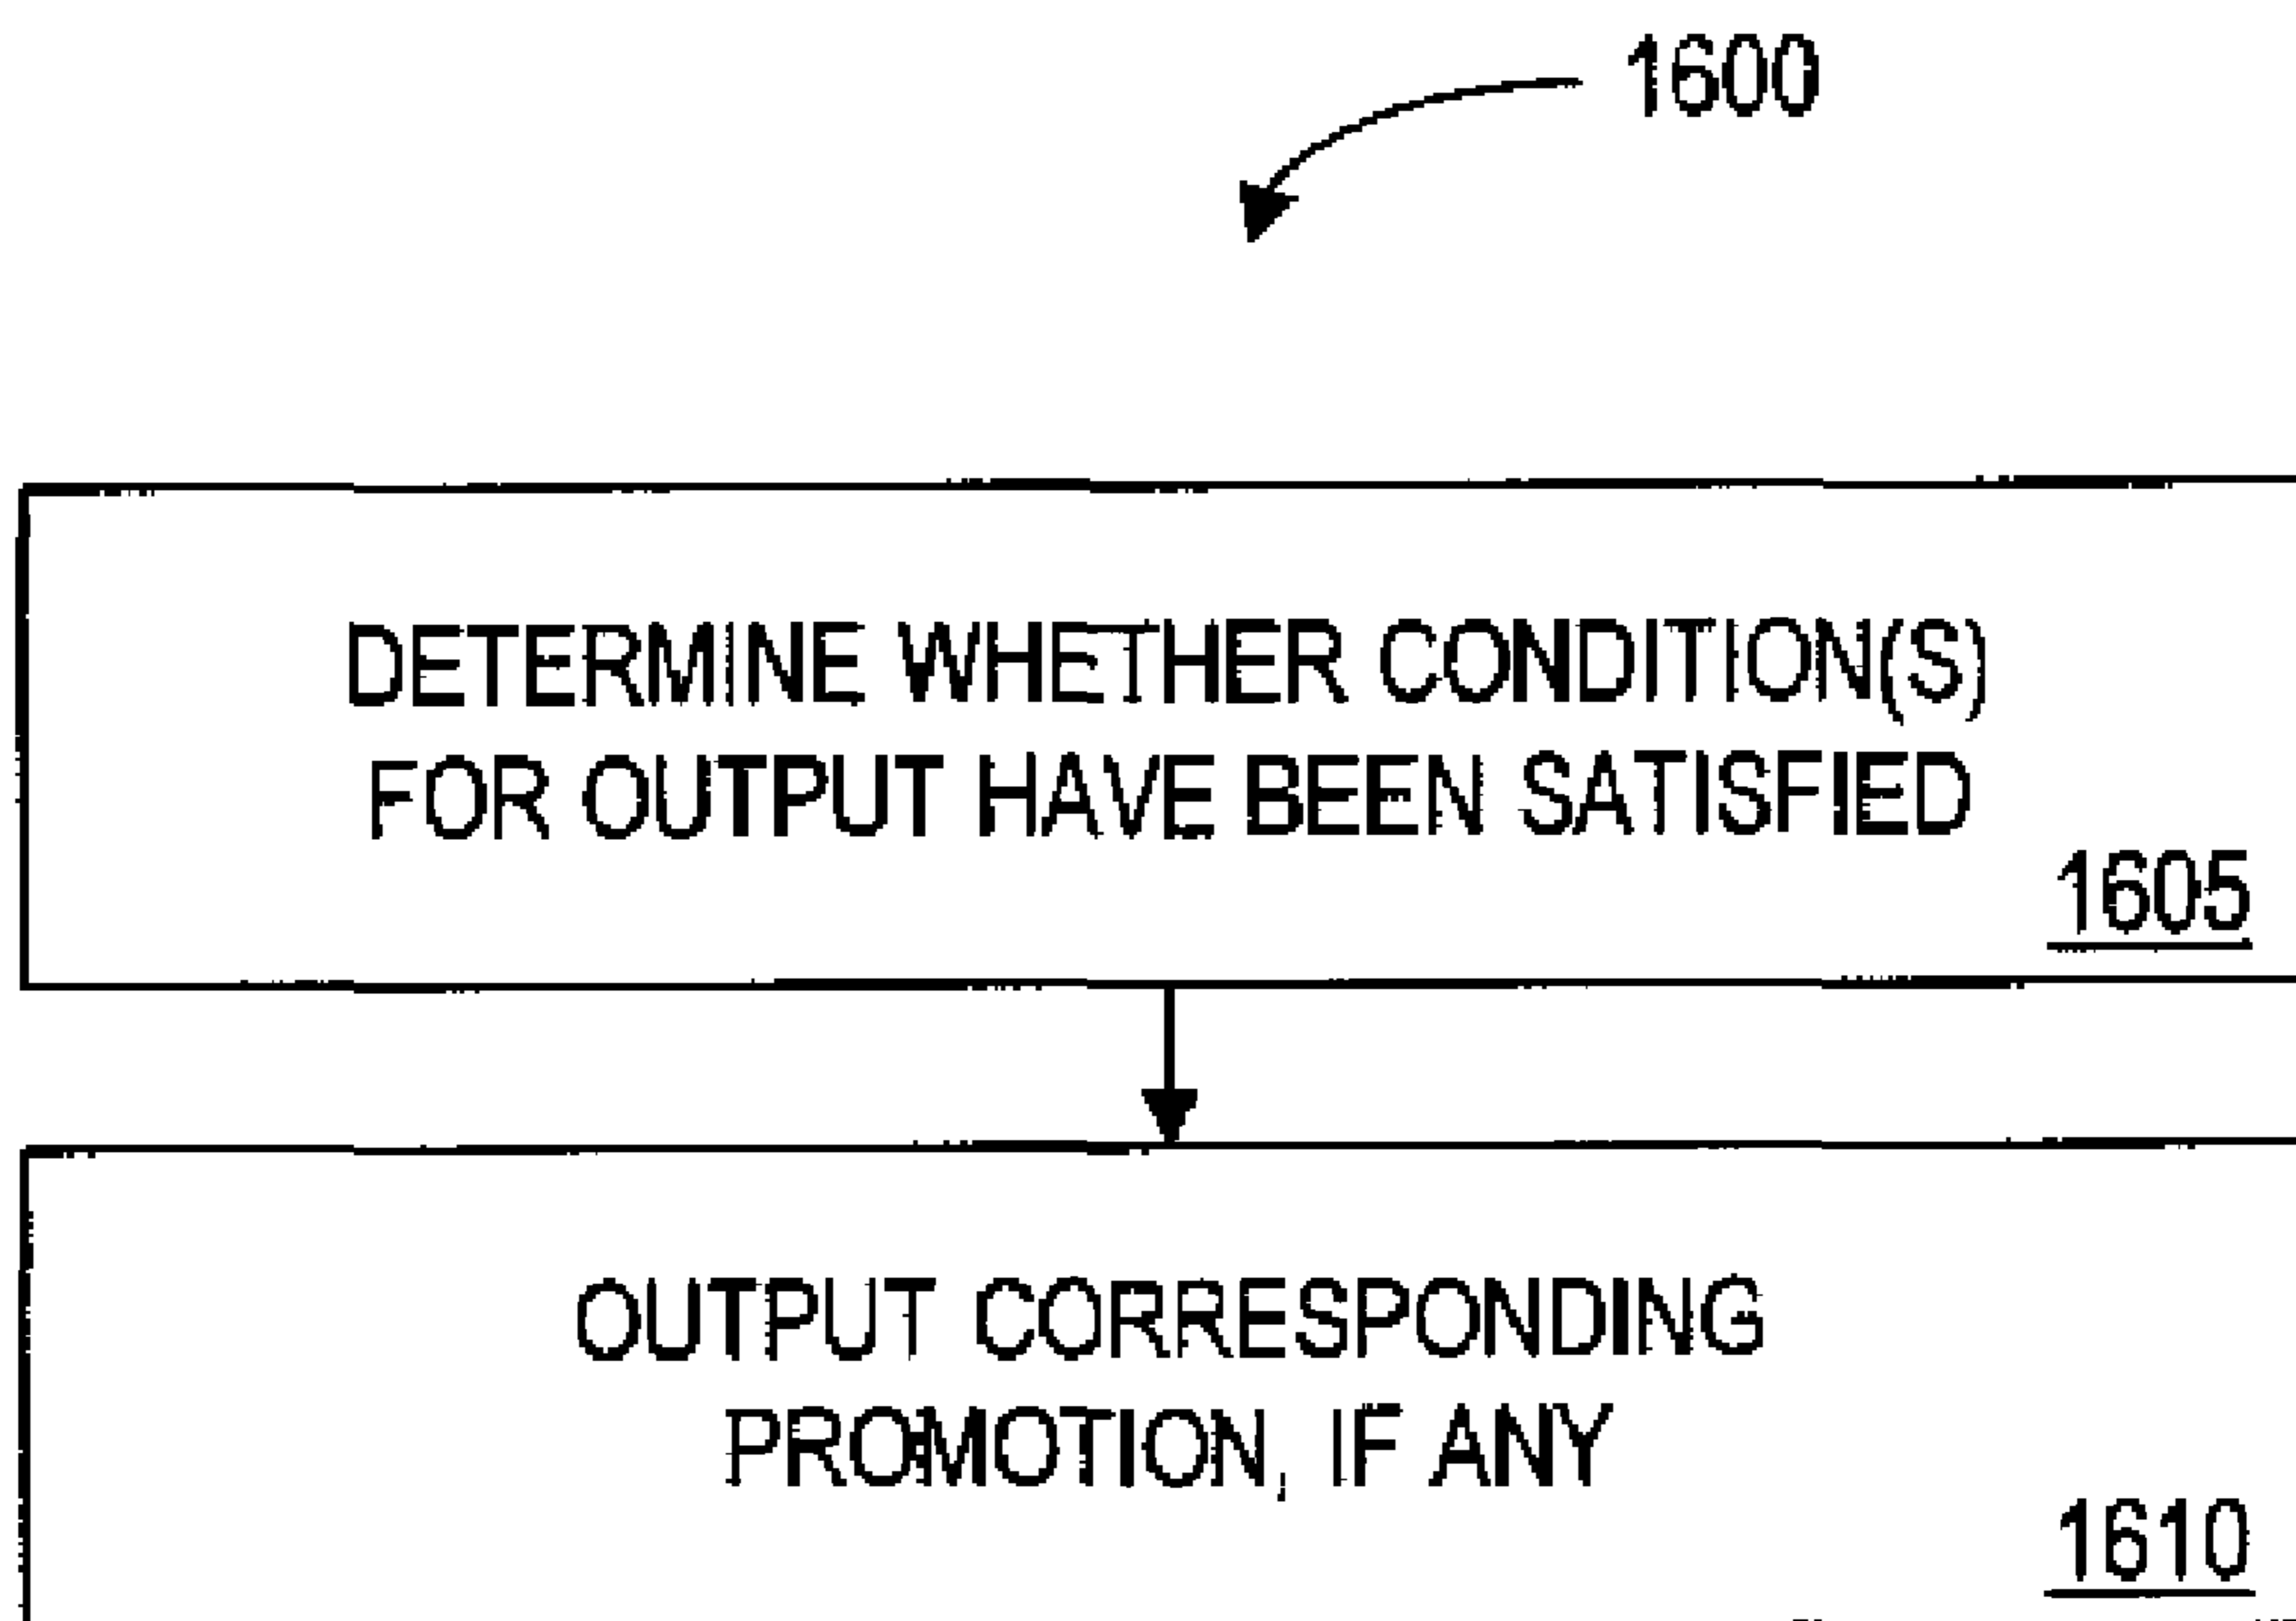 1600
DETERMINE WHETHER CONDITION(S)
FOR OUTPUT HAVE BEEN SATISFIED
1605
OUTPUT CORRESPONDING
PROMOTION, IF ANY
1610